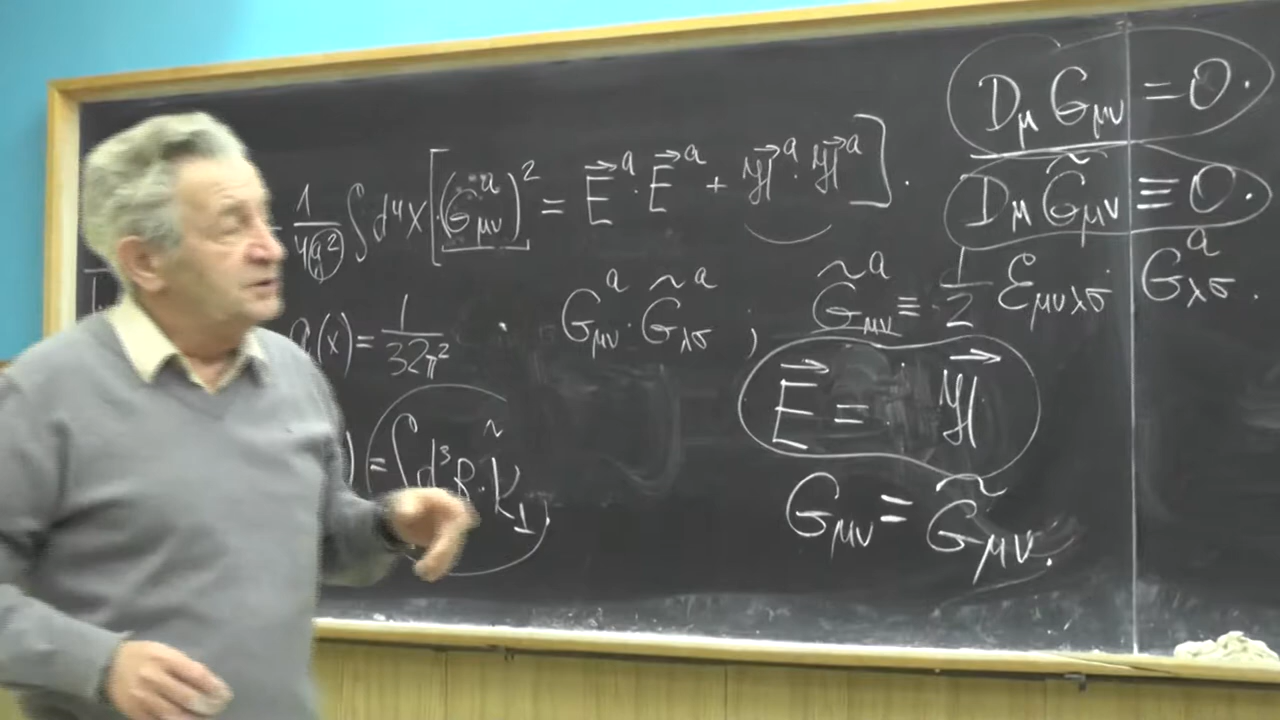 D_μ G_μν = 0.
1/4g² ∫d⁴x [(G^a_μν)² = E⃗^a · E⃗^a + H⃗^a · H⃗^a].
D_μ G̃_μν ≡ 0.
(x) = 1/32π² · G^a_μν · G̃^a_λσ ; G̃^a_μν = 1/2 ε_μνλσ G^a_λσ.
E⃗ = H⃗
) = ∫d³R · K̃_1
G_μν = G̃_μν.